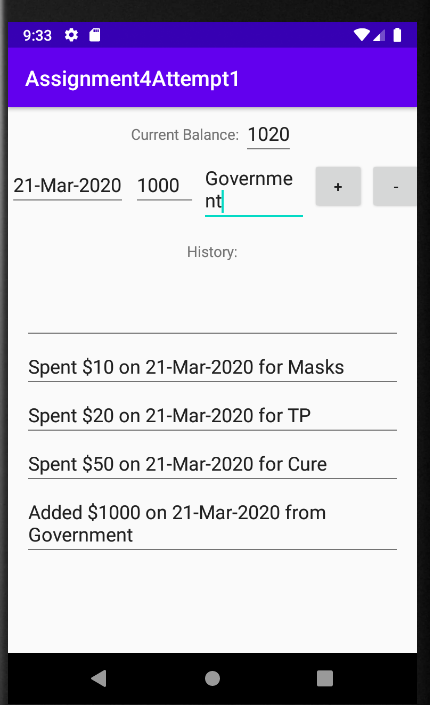 9:33
Assignment4Attempt1
Current Balance: 1020
21-Mar-2020 1000 Governme + -
nt
History:
Spent $10 on 21-Mar-2020 for Masks
Spent $20 on 21-Mar-2020 for TP
Spent $50 on 21-Mar-2020 for Cure
Added $1000 on 21-Mar-2020 from
Government